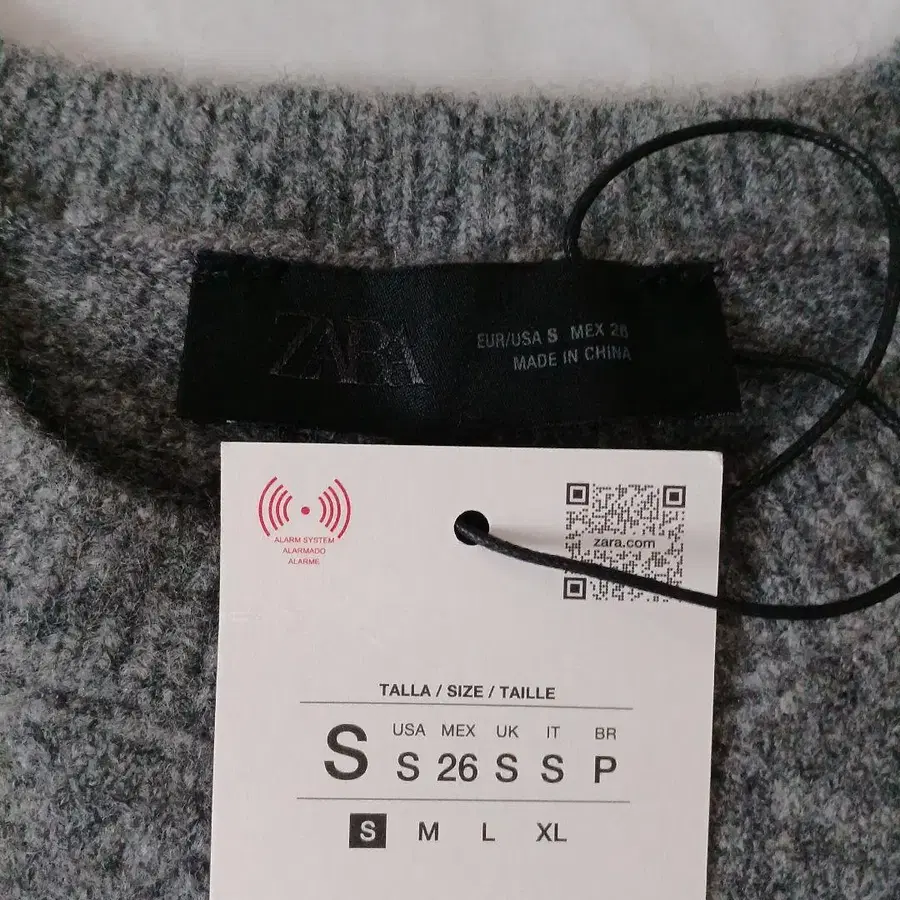 ZARA
EUR/USA S MEX 26
MADE IN CHINA
ALARM SYSTEM
ALARMADO
ALARME
zara.com
TALLA / SIZE / TAILLE
S
USA MEX UK IT BR
S 26 S S P
S M L XL